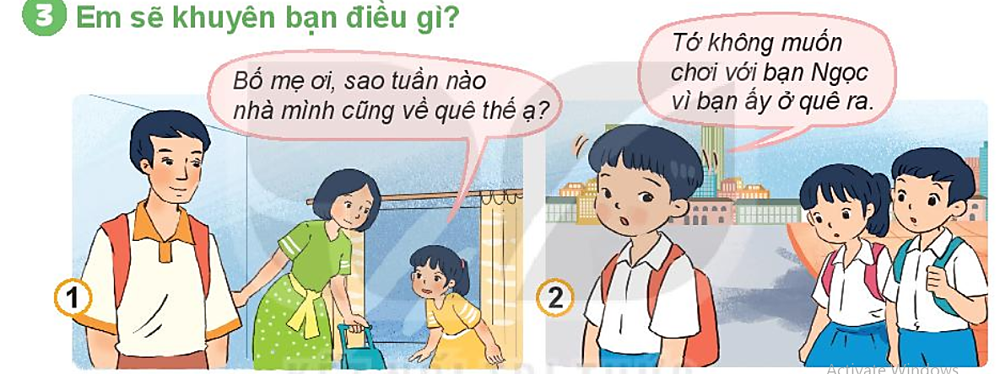 3 Em sẽ khuyên bạn điều gì?
Bố mẹ ơi, sao tuần nào
nhà mình cũng về quê thế ạ?
Tớ không muốn
chơi với bạn Ngọc
vì bạn ấy ở quê ra.
1
2
Activate Windows